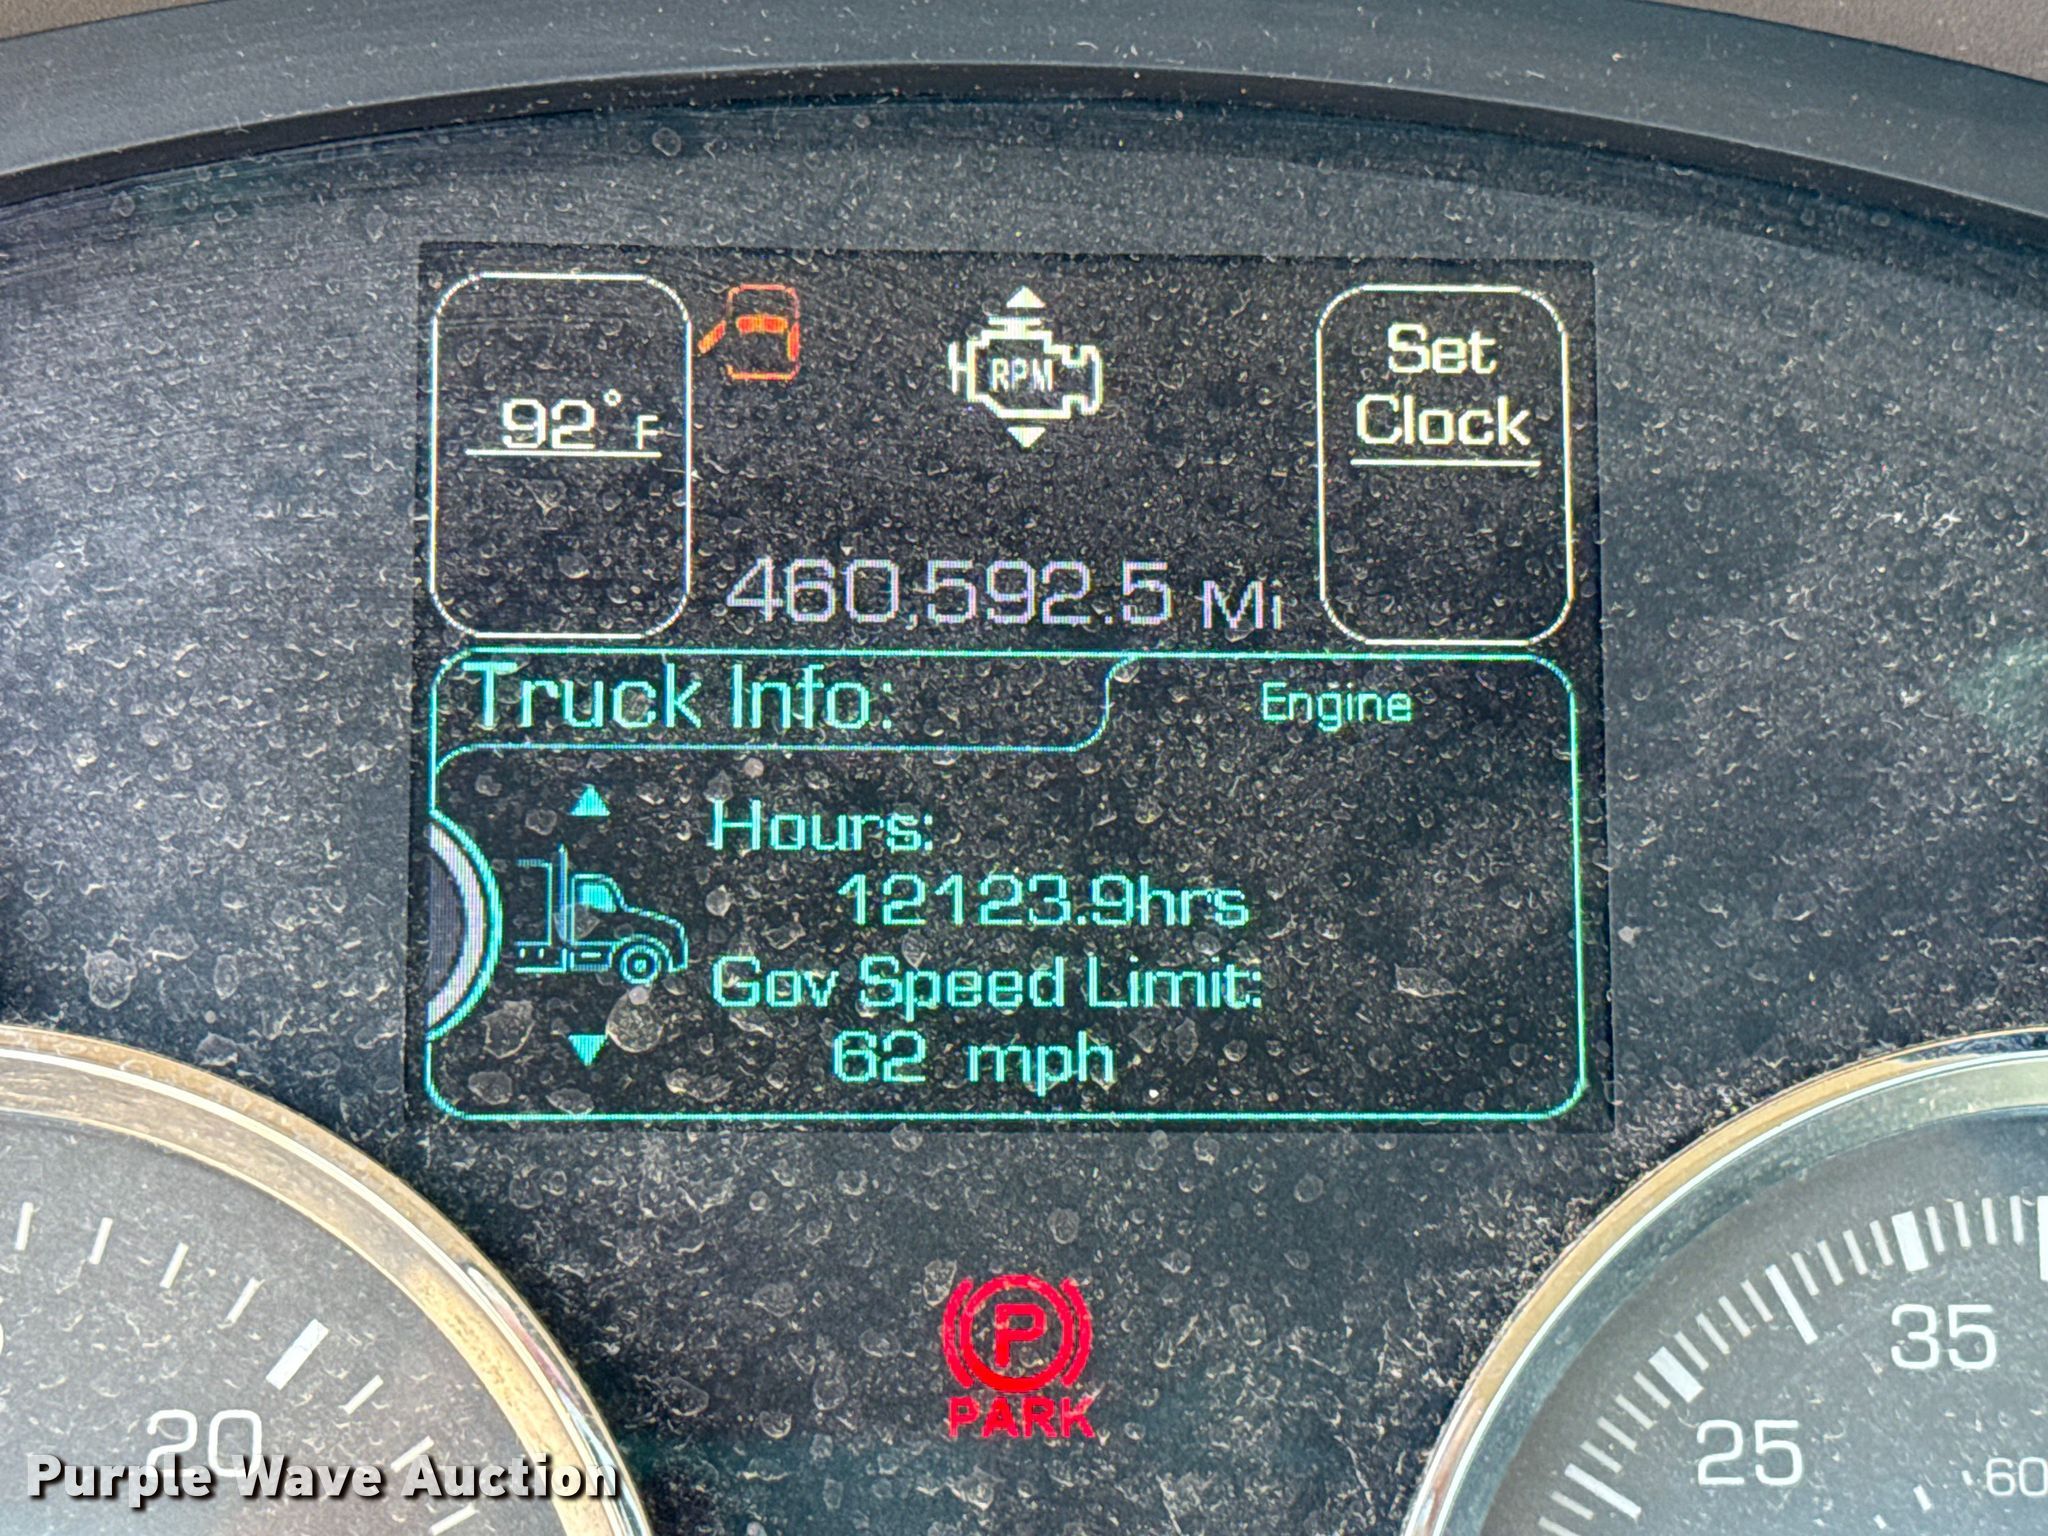 92°F
RPM
Set
Clock
460,592.5 Mi
Truck Info:
Engine
Hours:
12123.9hrs
Gov Speed Limit:
62 mph
PARK
35
25
60
20
Purple Wave Auction